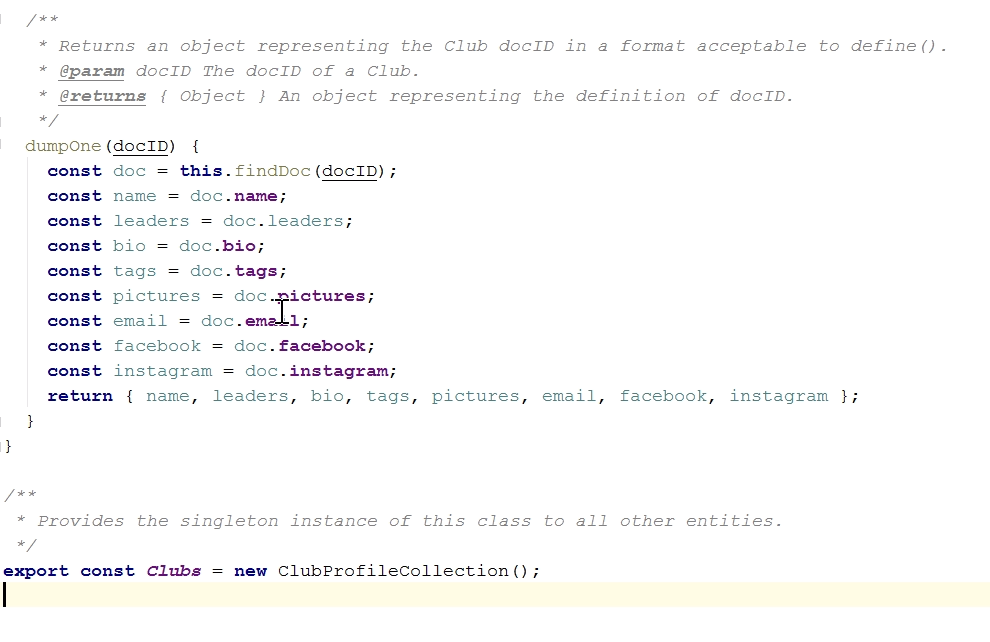 /**
 * Returns an object representing the Club docID in a format acceptable to define().
 * @param docID The docID of a Club.
 * @returns { Object } An object representing the definition of docID.
 */
dumpOne(docID) {
const doc = this.findDoc(docID);
const name = doc.name;
const leaders = doc.leaders;
const bio = doc.bio;
const tags = doc.tags;
const pictures = doc.pictures;
const email = doc.email;
const facebook = doc.facebook;
const instagram = doc.instagram;
return { name, leaders, bio, tags, pictures, email, facebook, instagram };
}
}
/**
 * Provides the singleton instance of this class to all other entities.
 */
export const Clubs = new ClubProfileCollection();